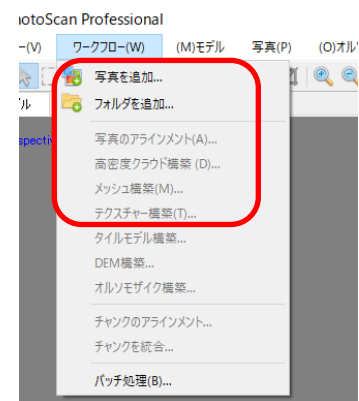 otoScan Professional
ー(V) ワークフロー(W) (M)モデル 写真(P) (O)オル
写真を追加...
フォルダを追加...
spectiv
写真のアラインメント(A)...
高密度クラウド構築 (D)...
メッシュ構築(M)...
テクスチャー構築(T)...
タイルモデル構築...
DEM構築...
オルソモザイク構築...
チャンクのアラインメント...
チャンクを統合...
バッチ処理(B)...